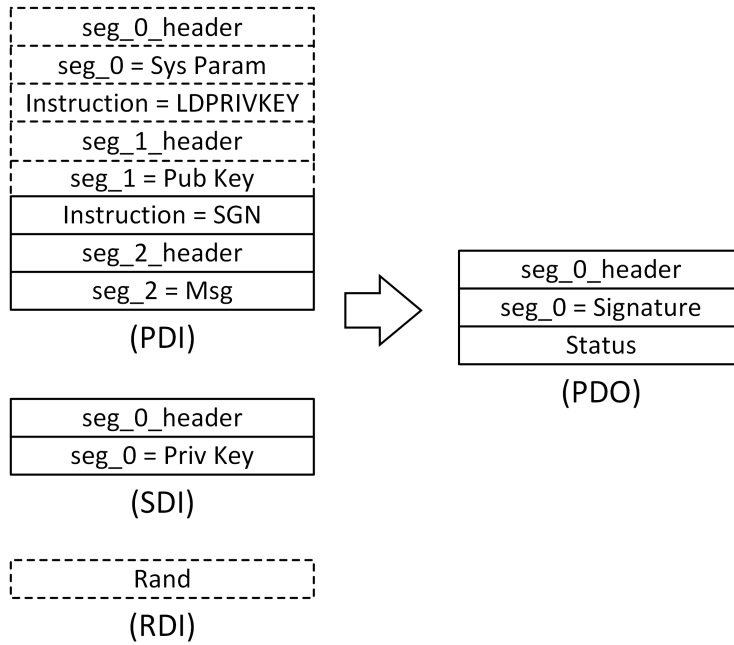 seg_0_header
seg_0 = Sys Param
Instruction = LDPRIVKEY
seg_1_header
seg_1 = Pub Key
Instruction = SGN
seg_2_header
seg_2 = Msg
(PDI)
seg_0_header
seg_0 = Priv Key
(SDI)
Rand
(RDI)
seg_0_header
seg_0 = Signature
Status
(PDO)